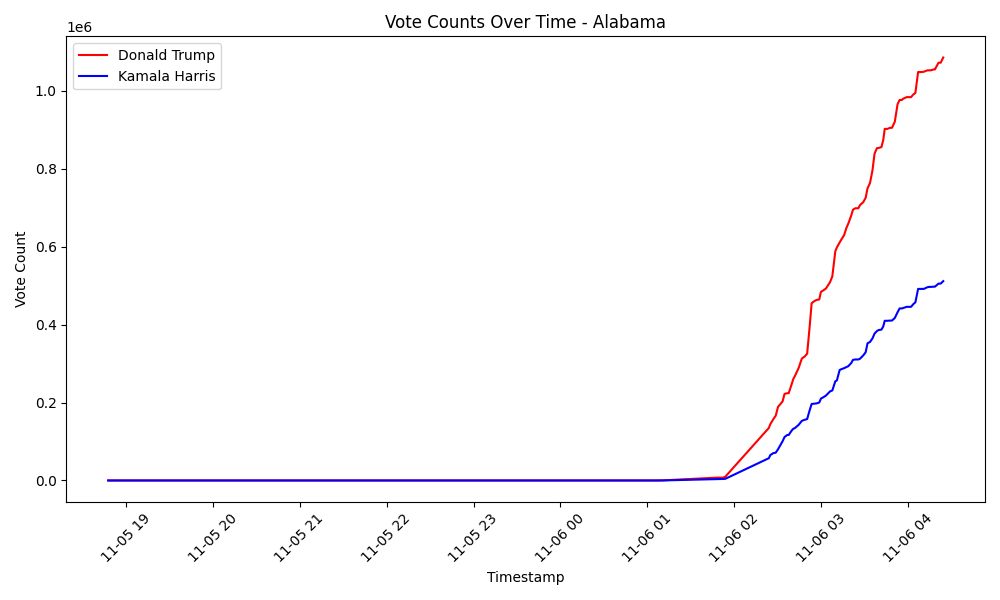 Vote Counts Over Time - Alabama
1e6
Donald Trump
Kamala Harris
1.0
0.8
0.6
0.4
0.2
0.0
Vote Count
11-05 19
11-05 20
11-05 21
11-05 22
11-05 23
11-06 00
11-06 01
11-06 02
11-06 03
11-06 04
Timestamp